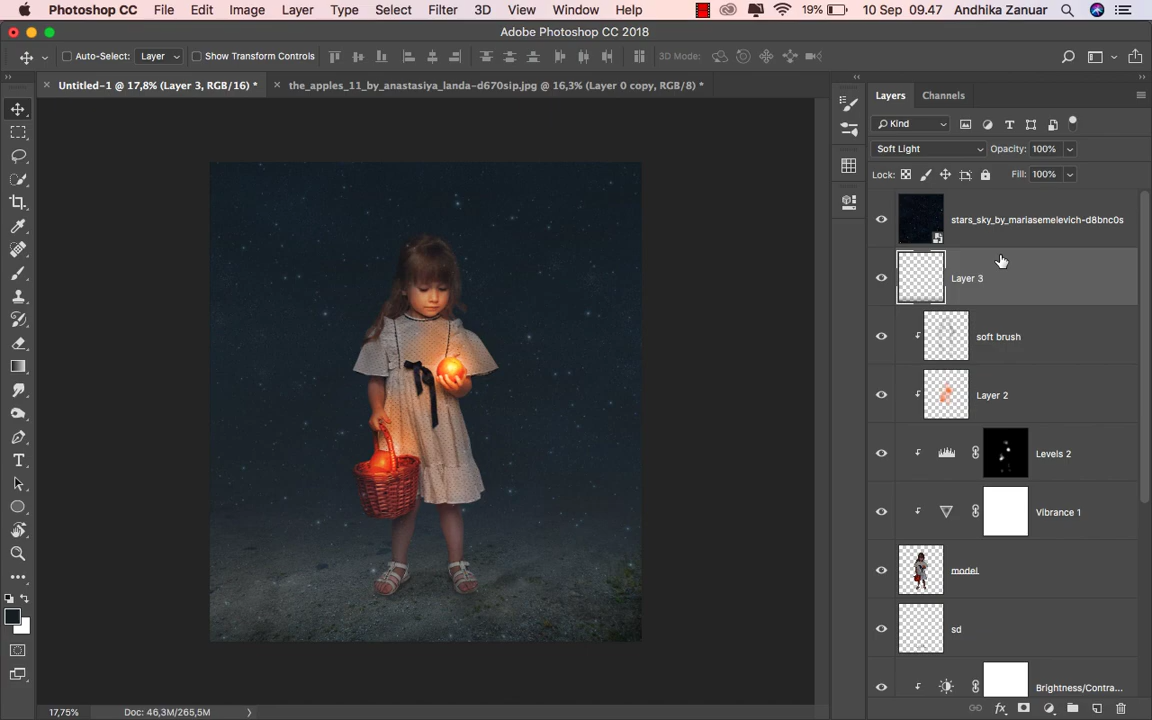 Photoshop CC File Edit Image Layer Type Select Filter 3D View Window Help 19% 10 Sep 09.47 Andhika Zanuar
Adobe Photoshop CC 2018
Auto-Select: Layer Show Transform Controls 3D Mode:
Untitled-1 @ 17,8% (Layer 3, RGB/16) * the_apples_11_by_anastasiya_landa-d670sip.jpg @ 16,3% (Layer 0 copy, RGB/8) *
Layers Channels
Kind
Soft Light Opacity: 100%
Lock: Fill: 100%
stars_sky_by_mariasemelevich-d8bnc0s
Layer 3
soft brush
Layer 2
Levels 2
Vibrance 1
model
sd
Brightness/Contra...
17,75% Doc: 46,3M/265,5M
fx